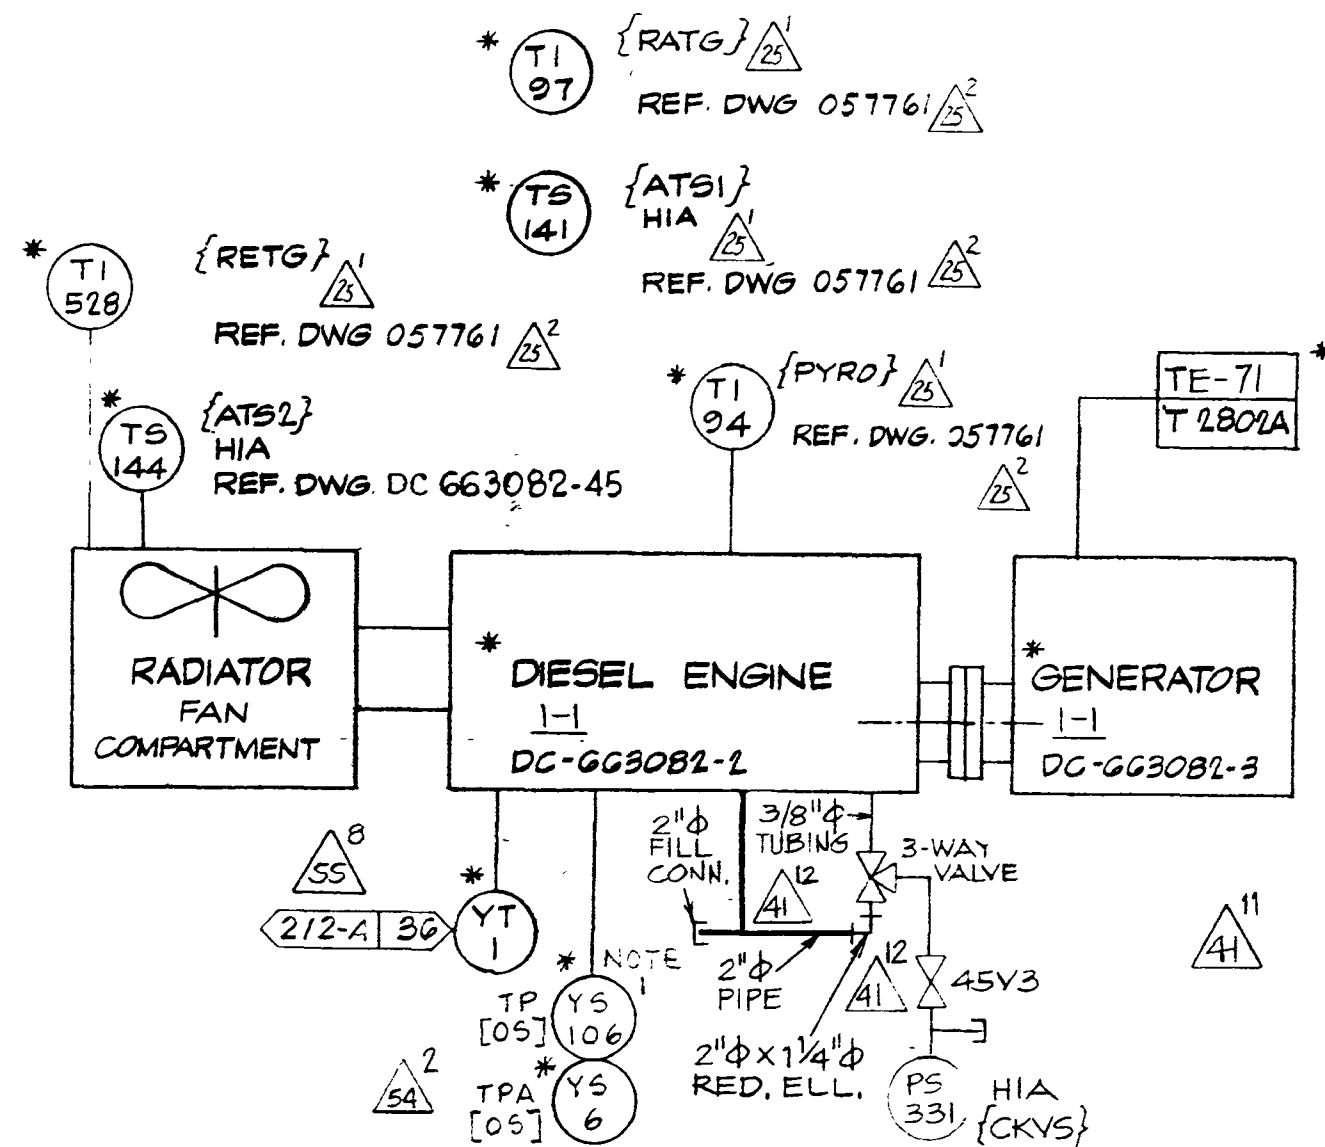 * TI 97 {RATG} 25 1
REF. DWG 057761 25 2
* TS 141 {ATS1}
HIA 25 1
REF. DWG 057761 25 2
* TI 528 {RETG} 25 1
REF. DWG 057761 25 2
* TS 144 {ATS2}
HIA
REF. DWG. DC 663082-45
* TI 94 {PYRO} 25 1
REF. DWG. 057761
25 2
TE-71 *
T 2802A
RADIATOR
FAN
COMPARTMENT
* DIESEL ENGINE
1-1
DC-663082-2
* GENERATOR
1-1
DC-663082-3
2"Φ
FILL
CONN.
3/8"Φ
TUBING
3-WAY
VALVE
55 8
41 12
41 11
212-A 36
* YT
1
* NOTE
1
2"Φ
PIPE
41 12
45V3
TP
[OS]
YS
106
2"Φ x 1 1/4"Φ
RED. ELL.
54 2
TPA *
[OS]
YS
6
PS
331
HIA
{CKVS}